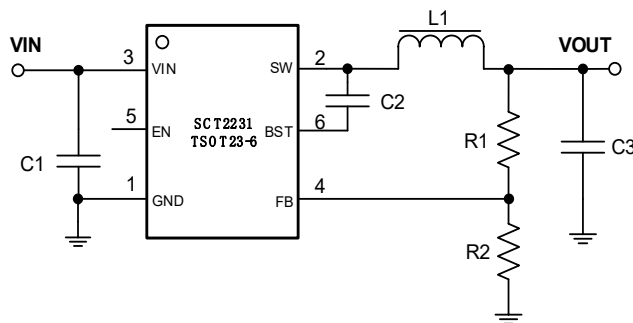 L1
VIN
VOUT
3
VIN
SW
2
C2
SCT2231
TSOT23-6
5
EN
BST
6
R1
C1
C3
1
GND
FB
4
R2